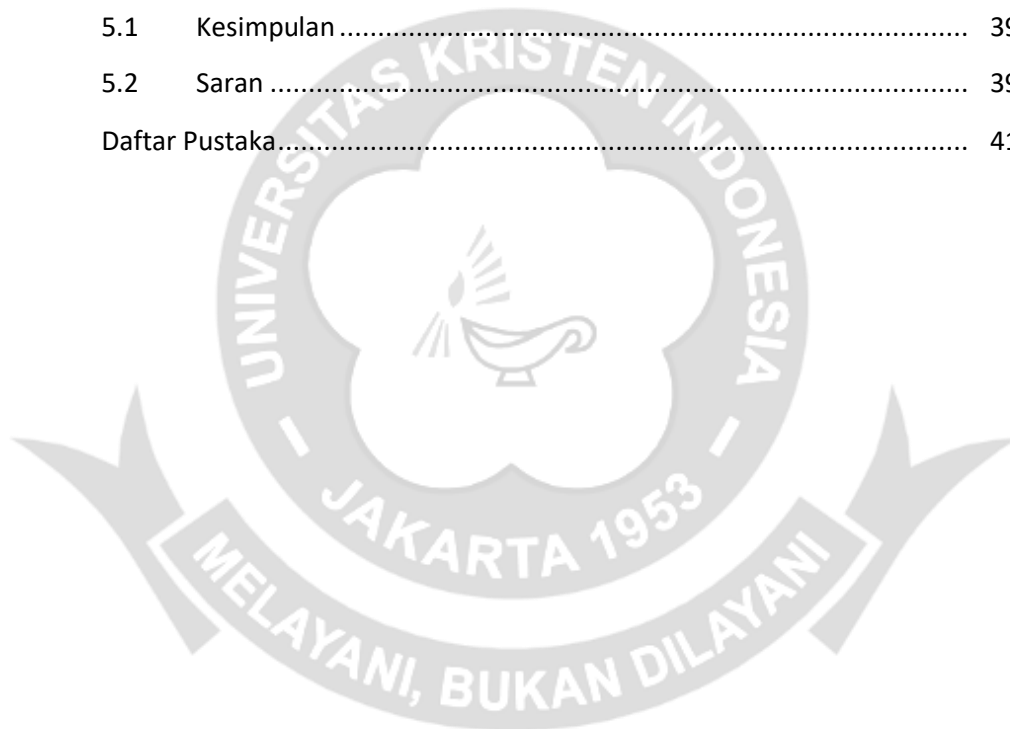 5.1 Kesimpulan ........................................................................ 39
5.2 Saran ................................................................................ 39
Daftar Pustaka............................................................................... 41
UNIVERSITAS KRISTEN INDONESIA
JAKARTA 1953
MELAYANI, BUKAN DILAYANI